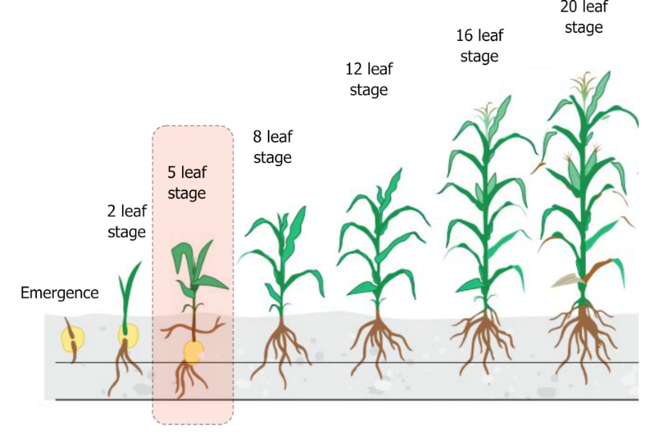 Emergence
2 leaf
stage
5 leaf
stage
8 leaf
stage
12 leaf
stage
16 leaf
stage
20 leaf
stage